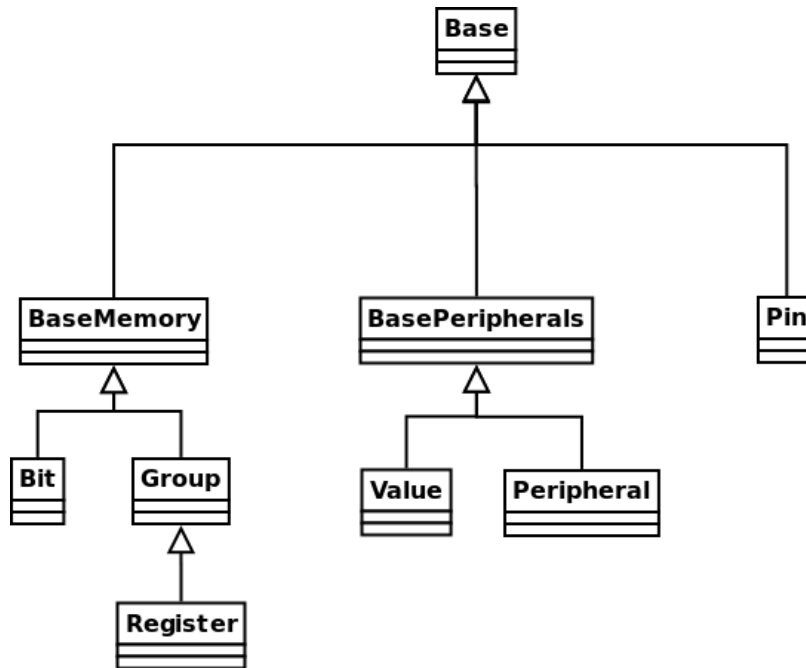 Base
BaseMemory
BasePeripherals
Pin
Bit
Group
Value
Peripheral
Register